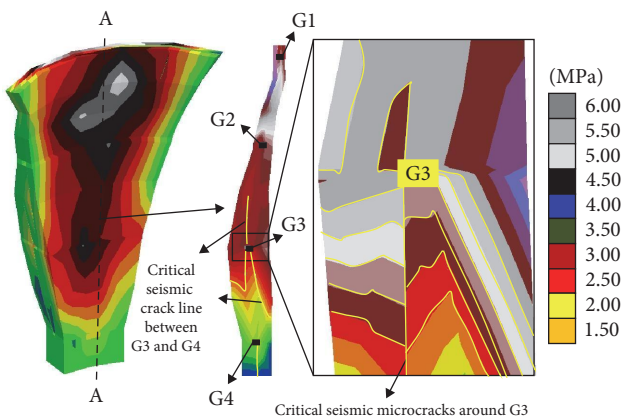 A
G1
G2
G3
G3
Critical
seismic
crack line
between
G3 and G4
A
G4
(MPa)
6.00
5.50
5.00
4.50
4.00
3.50
3.00
2.50
2.00
1.50
Critical seismic microcracks around G3